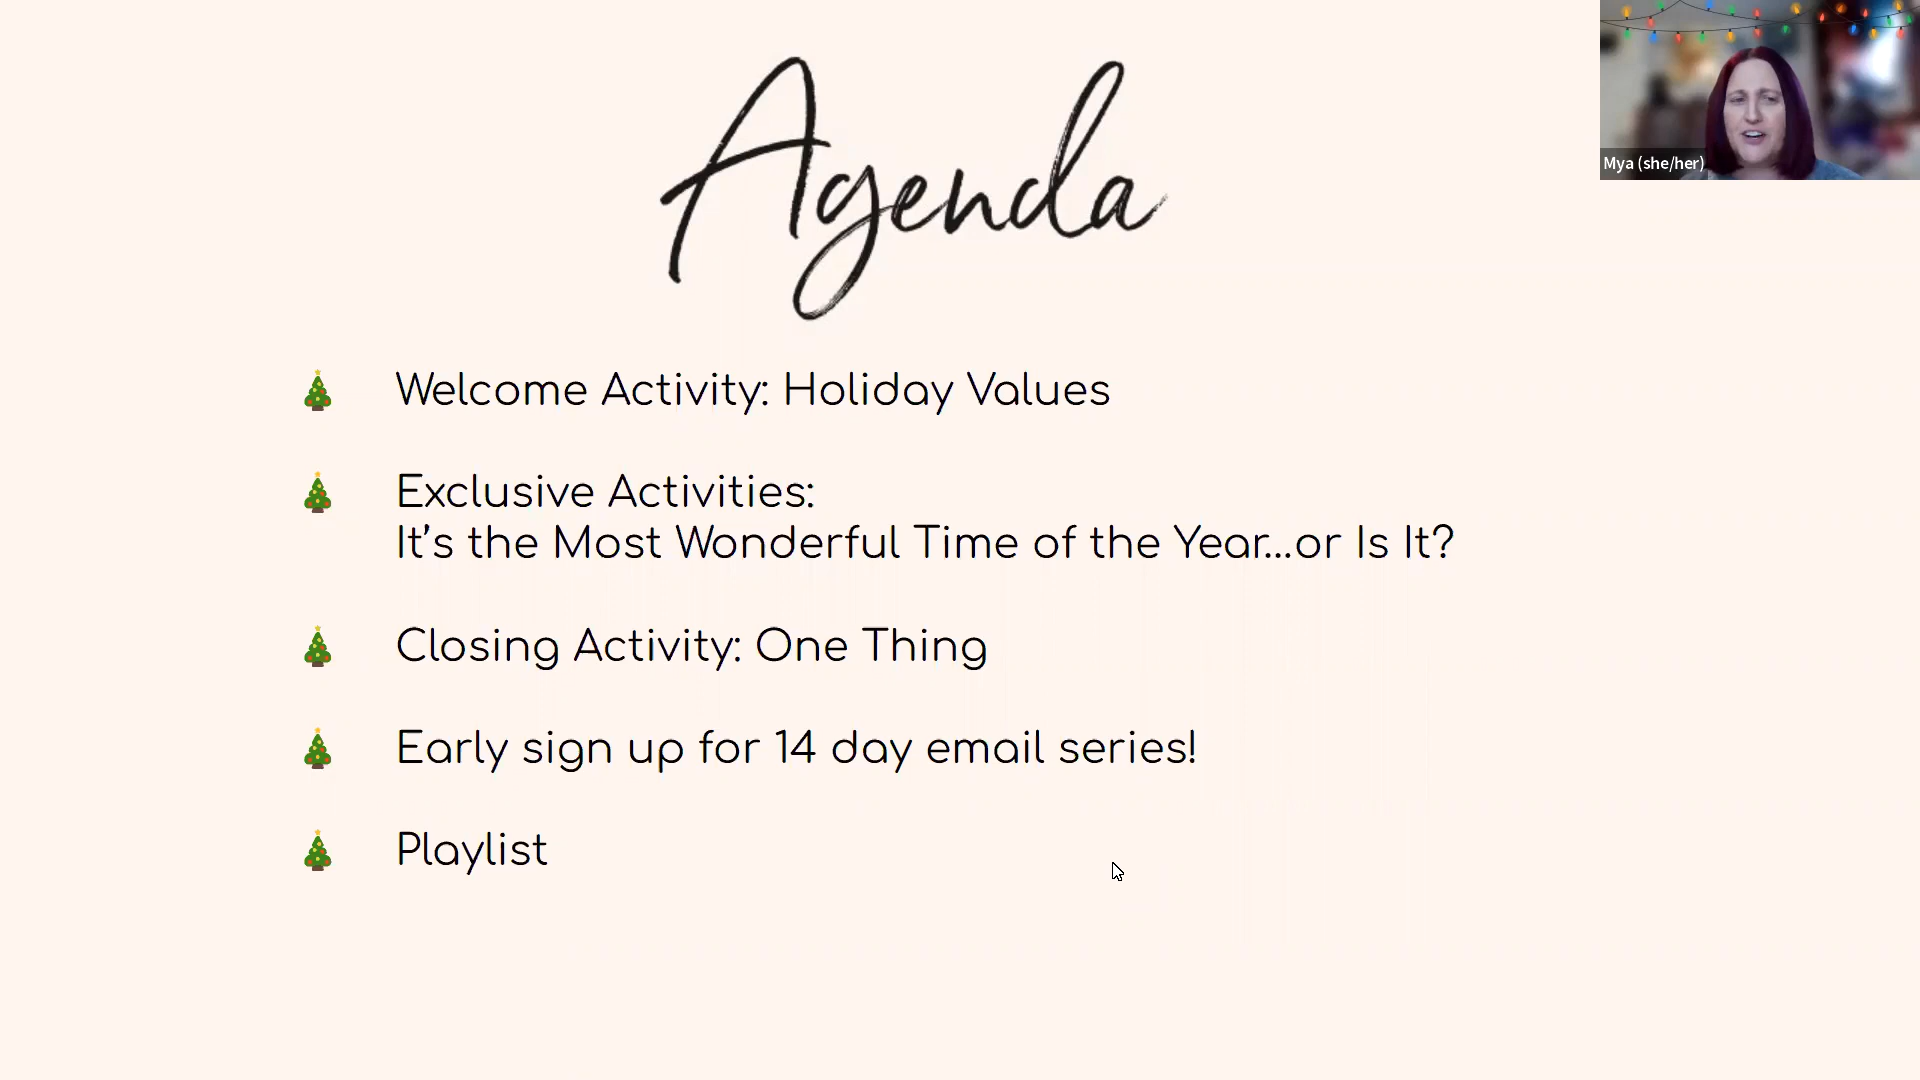 Agenda
Mya (she/her)
Welcome Activity: Holiday Values
Exclusive Activities:
It’s the Most Wonderful Time of the Year...or Is It?
Closing Activity: One Thing
Early sign up for 14 day email series!
Playlist